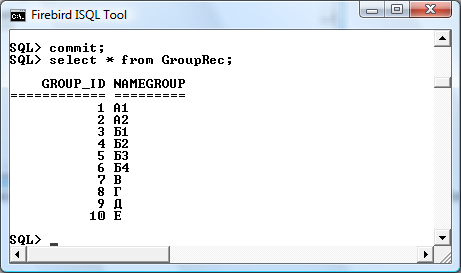 Firebird ISQL Tool
SQL> commit;
SQL> select * from GroupRec;
GROUP_ID NAMEGROUP
============ =========
1 А1
2 А2
3 Б1
4 Б2
5 Б3
6 Б4
7 В
8 Г
9 Д
10 Е
SQL> _